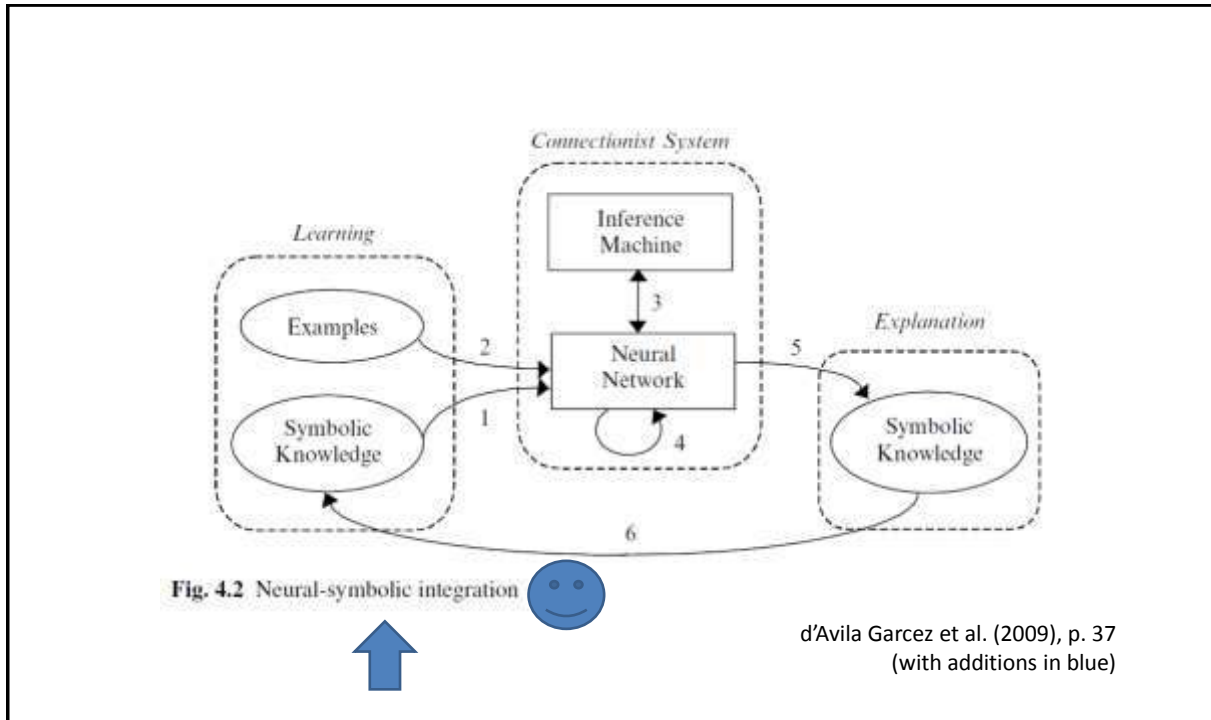 Connectionist System
Inference
Machine
Learning
3
Examples
2
Neural
Network
5
Explanation
1
Symbolic
Knowledge
4
Symbolic
Knowledge
6
Fig. 4.2 Neural-symbolic integration
d’Avila Garcez et al. (2009), p. 37
(with additions in blue)